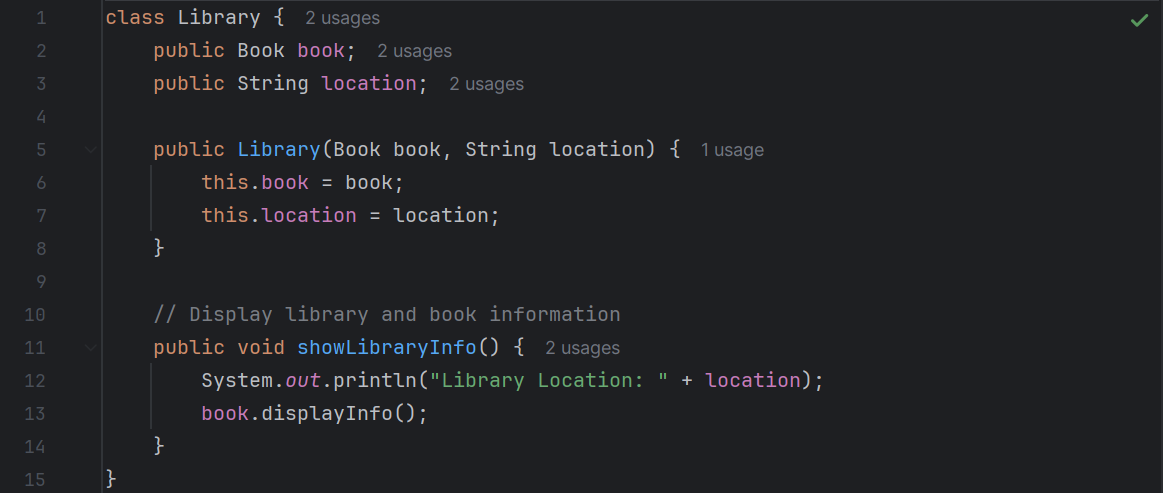 1 class Library { 2 usages
2     public Book book; 2 usages
3     public String location; 2 usages
4
5     public Library(Book book, String location) { 1 usage
6         this.book = book;
7         this.location = location;
8     }
9
10     // Display library and book information
11     public void showLibraryInfo() { 2 usages
12         System.out.println("Library Location: " + location);
13         book.displayInfo();
14     }
15 }